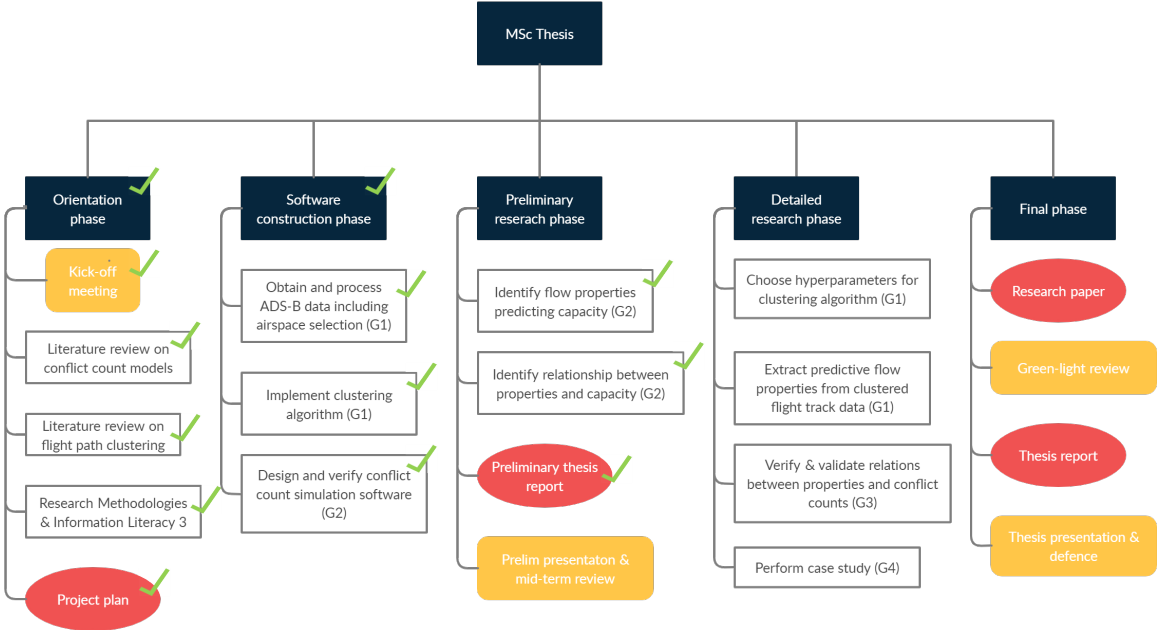 MSc Thesis
Orientation
phase
Kick-off
meeting
Literature review on
conflict count models
Literature review on
flight path clustering
Research Methodologies
& Information Literacy 3
Project plan
Software
construction phase
Obtain and process
ADS-B data including
airspace selection (G1)
Implement clustering
algorithm (G1)
Design and verify conflict
count simulation software
(G2)
Preliminary
reserach phase
Identify flow properties
predicting capacity (G2)
Identify relationship between
properties and capacity (G2)
Preliminary thesis
report
Prelim presentaton &
mid-term review
Detailed
research phase
Choose hyperparameters for
clustering algorithm (G1)
Extract predictive flow
properties from clustered
flight track data (G1)
Verify & validate relations
between properties and conflict
counts (G3)
Perform case study (G4)
Final phase
Research paper
Green-light review
Thesis report
Thesis presentation &
defence